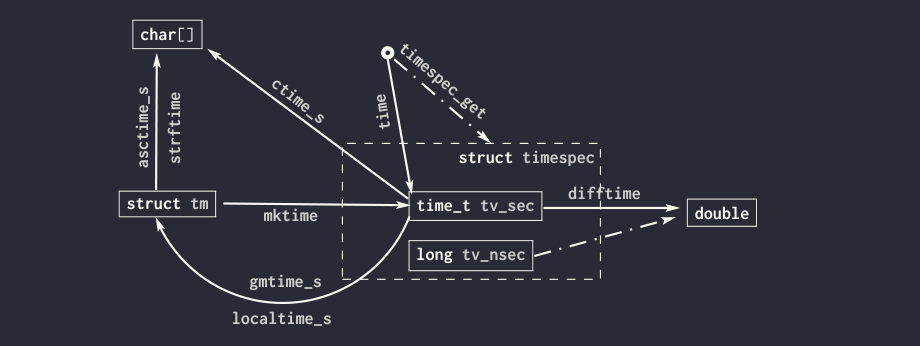 char[]
timespec_get
ctime_s
time
asctime_s
strftime
struct timespec
struct tm
mktime
time_t tv_sec
difftime
double
long tv_nsec
gmtime_s
localtime_s